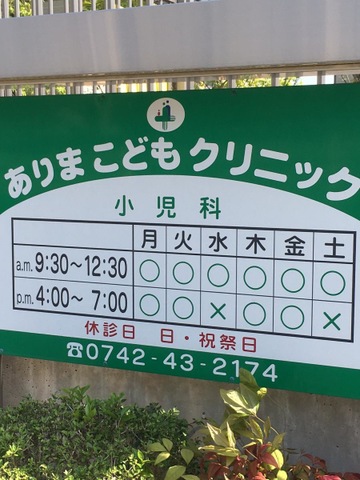 ありまこどもクリニック
小児科
月 火 水 木 金 土
a.m. 9:30～12:30 ○ ○ ○ ○ ○ ○
p.m. 4:00～ 7:00 ○ ○ × ○ ○ ×
休診日 日・祝祭日
☎0742-43-2174